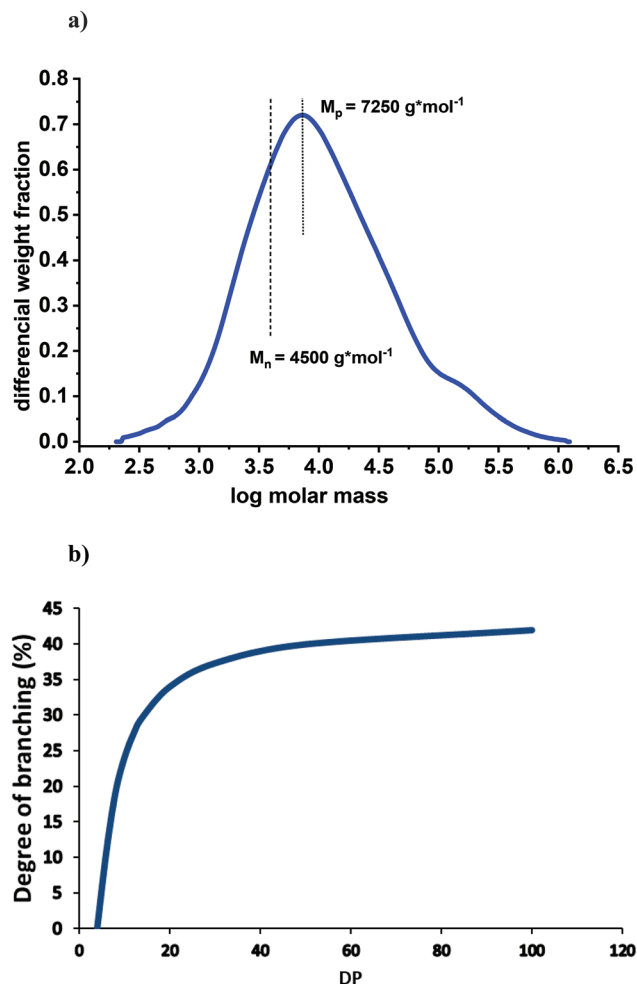 a)
0.8
0.7
0.6
0.5
0.4
0.3
0.2
0.1
0.0
differencial weight fraction
Mp = 7250 g*mol-1
Mn = 4500 g*mol-1
2.0 2.5 3.0 3.5 4.0 4.5 5.0 5.5 6.0 6.5
log molar mass
b)
45
40
35
30
25
20
15
10
5
0
Degree of branching (%)
0 20 40 60 80 100 120
DP